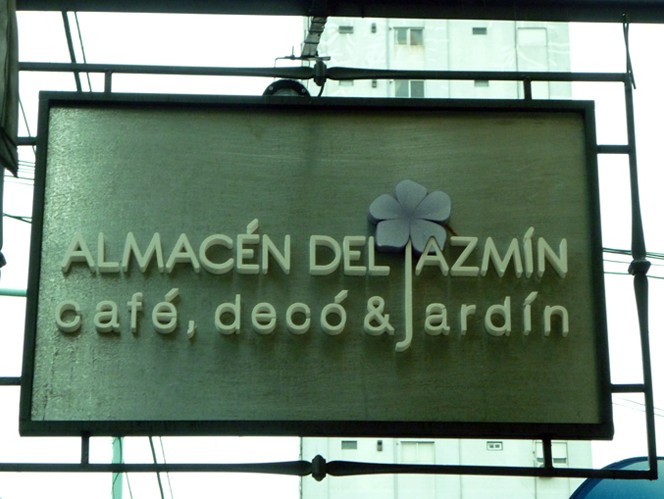 ALMACÉN DEL JAZMÍN
café, decó & jardín